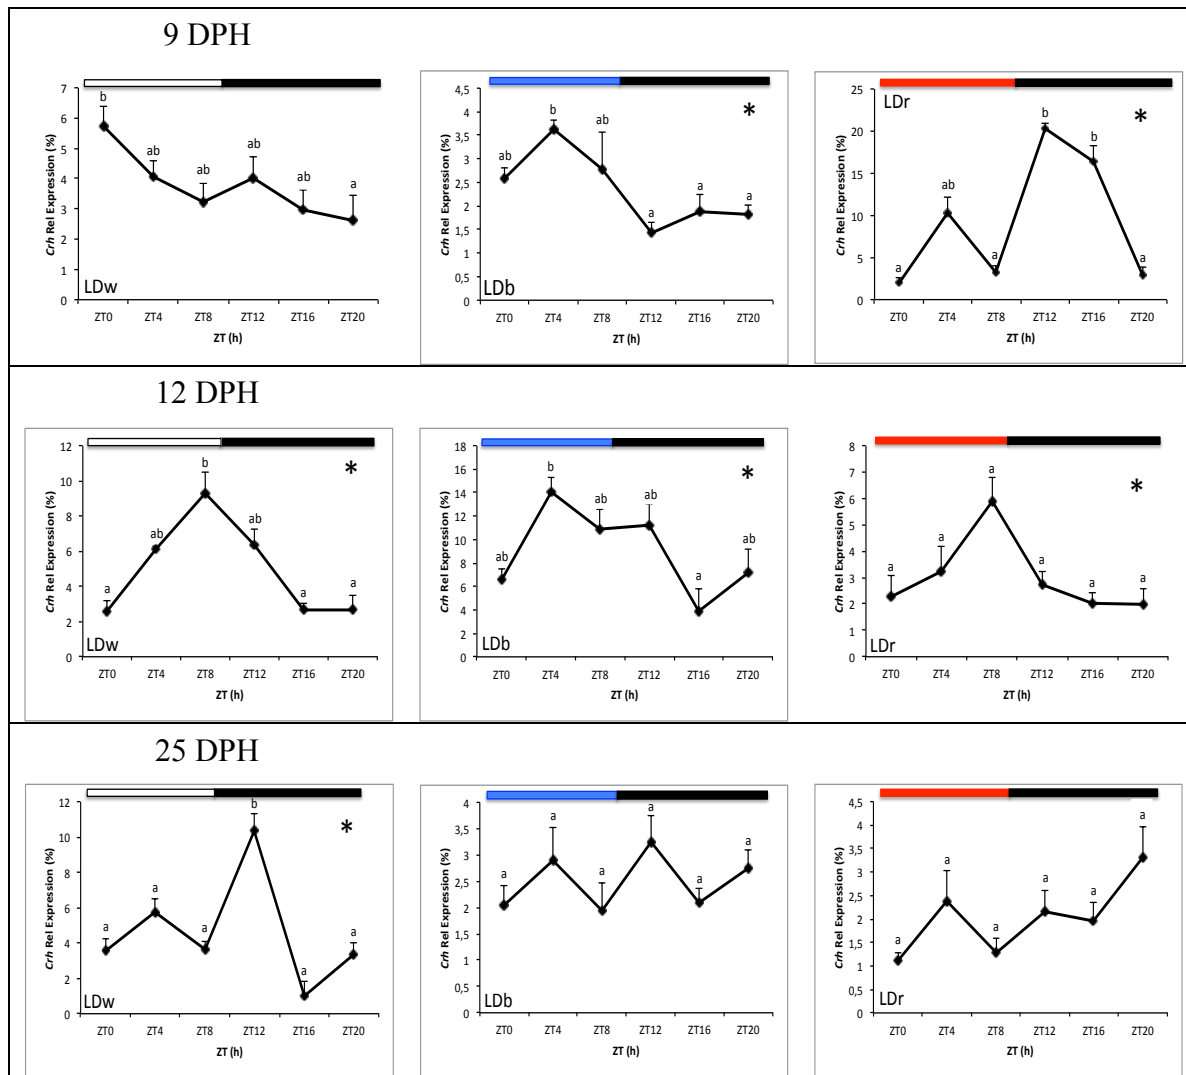 9 DPH
Crh Rel Expression (%)
7
6
5
4
3
2
1
0
b
ab
ab
ab
ab
a
LDw
ZT0 ZT4 ZT8 ZT12 ZT16 ZT20
ZT (h)
Crh Rel Expression (%)
4,5
4
3,5
3
2,5
2
1,5
1
0,5
0
*
ab
b
ab
a
a
a
LDb
ZT0 ZT4 ZT8 ZT12 ZT16 ZT20
ZT (h)
LDr
Crh Rel Expression (%)
25
20
15
10
5
0
*
a
ab
a
b
b
a
ZT0 ZT4 ZT8 ZT12 ZT16 ZT20
ZT (h)
12 DPH
Crh Rel Expression (%)
12
10
8
6
4
2
0
*
a
ab
b
ab
a
a
LDw
ZT0 ZT4 ZT8 ZT12 ZT16 ZT20
ZT (h)
Crh Rel Expression (%)
18
16
14
12
10
8
6
4
2
0
*
ab
b
ab
ab
a
ab
LDb
ZT0 ZT4 ZT8 ZT12 ZT16 ZT20
ZT (h)
Crh Rel Expression (%)
8
7
6
5
4
3
2
1
0
*
a
a
a
a
a
a
LDr
ZT0 ZT4 ZT8 ZT12 ZT16 ZT20
ZT (h)
25 DPH
Crh Rel Expression (%)
12
10
8
6
4
2
0
*
a
a
a
b
a
a
LDw
ZT0 ZT4 ZT8 ZT12 ZT16 ZT20
ZT (h)
Crh Rel Expression (%)
4
3,5
3
2,5
2
1,5
1
0,5
0
a
a
a
a
a
a
LDb
ZT0 ZT4 ZT8 ZT12 ZT16 ZT20
ZT (h)
Crh Rel Expression (%)
4,5
4
3,5
3
2,5
2
1,5
1
0,5
0
a
a
a
a
a
a
LDr
ZT0 ZT4 ZT8 ZT12 ZT16 ZT20
ZT (h)